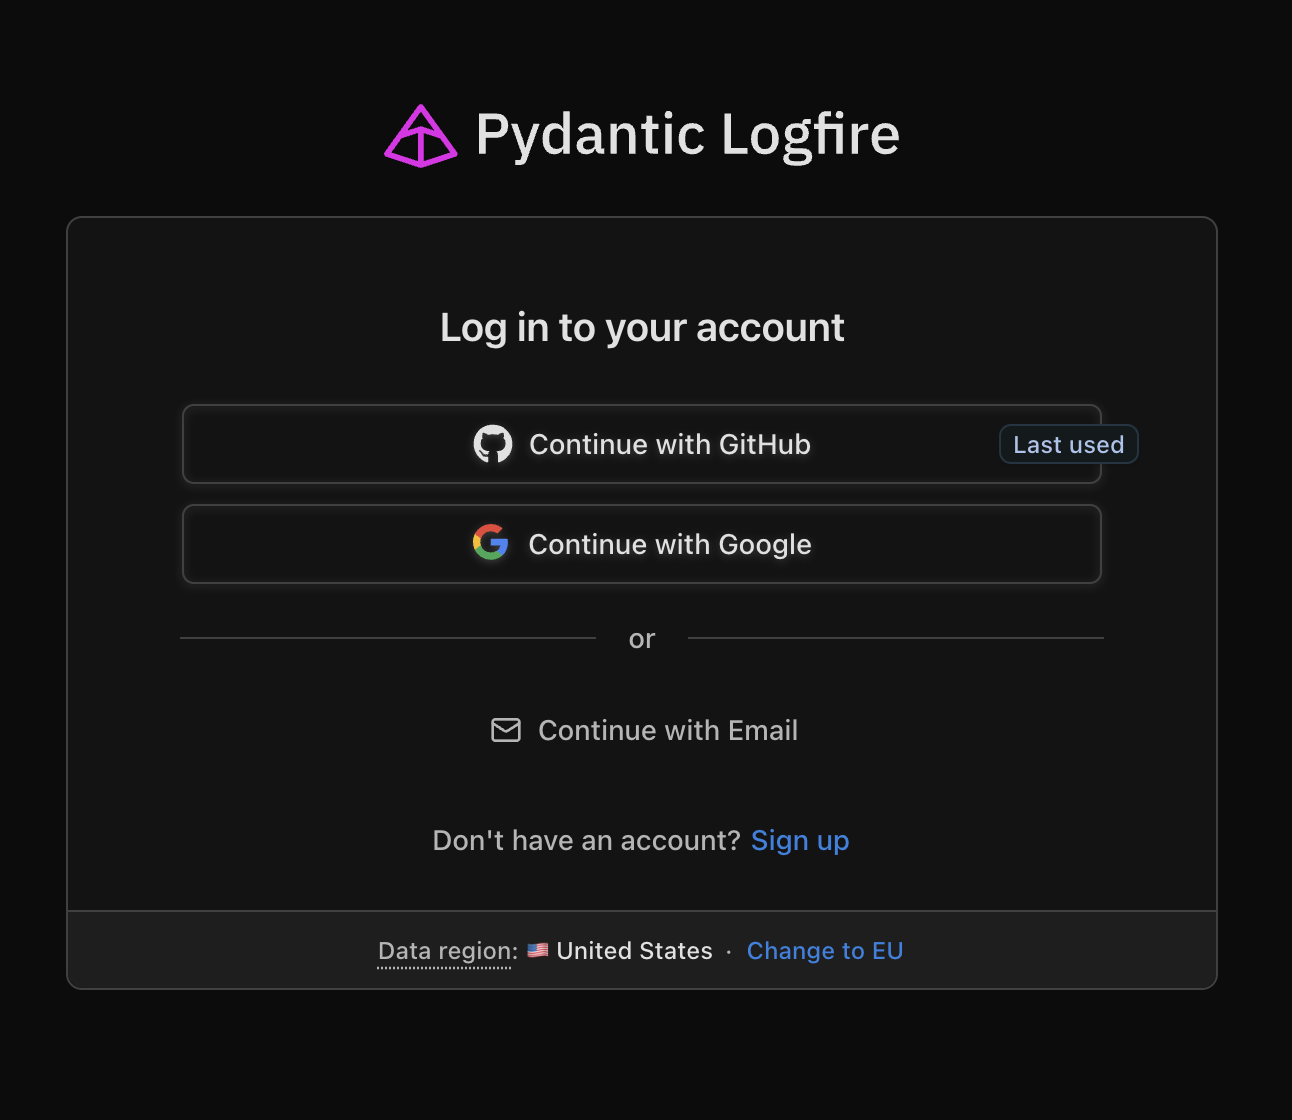 Pydantic Logfire
Log in to your account
Continue with GitHub
Last used
Continue with Google
or
Continue with Email
Don't have an account? Sign up
Data region: United States · Change to EU